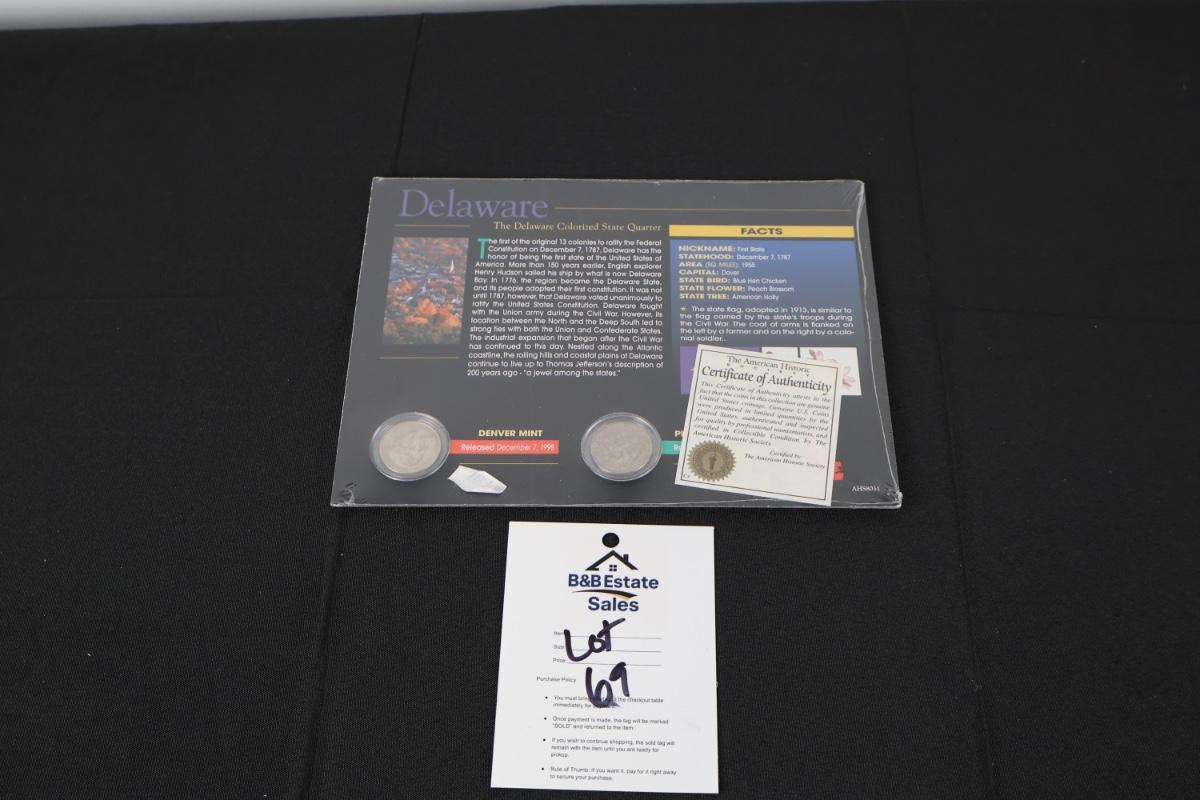 Delaware
The Delaware Colorized State Quarter
The first of the original 13 colonies to ratify the Federal
Constitution on December 7, 1787, Delaware has the
honor of being the first state of the United States of
America. More than 150 years earlier, English explorer
Henry Hudson sailed his ship by what is now Delaware
Bay. In 1776, the region became the Delaware State,
and its people adopted their first constitution. It was not
until 1787, however, that Delaware voted unanimously to
ratify the United States Constitution. Delaware fought
with the Union army during the Civil War. However, its
location between the North and the Deep South led to
strong ties with both the Union and Confederate States.
The industrial expansion that began after the Civil War
has continued to this day. Nestled along the Atlantic
coastline, the rolling hills and coastal plains of Delaware
continue to live up to Thomas Jefferson's description of
200 years ago - "a jewel among the states."
FACTS
NICKNAME: First State
STATEHOOD: December 7, 1787
AREA (SQ. MILES): 1955
CAPITAL: Dover
STATE BIRD: Blue Hen Chicken
STATE FLOWER: Peach Blossom
STATE TREE: American Holly
★ The state flag, adopted in 1913, is similar to
the flag carried by the state's troops during
the Civil War. The coat of arms is flanked on
the left by a farmer and on the right by a colo-
nial soldier..
The American Historic
Certificate of Authenticity
This Certificate of Authenticity attests to the
fact that the coins in this collection are genuine
United States coinage. Genuine U.S. Coins
were produced in limited quantities by the
United States, authenticated and inspected
for quality by professional numismatists, and
certified in Collectible Condition by The
American Historic Society.
Certified by
The American Historic Society
DENVER MINT
Released December 7, 1998
AHS8031
B&B Estate
Sales
Item
Size
Price
Lot
69
Purchase Policy
• You must bring the checkout table
immediately for
• Once payment is made, the tag will be marked
"SOLD" and returned to the item.
• If you wish to continue shopping, the sold tag will
remain with the item until you are ready for
pickup.
• Rule of Thumb: if you want it, pay for it right away
to secure your purchase.